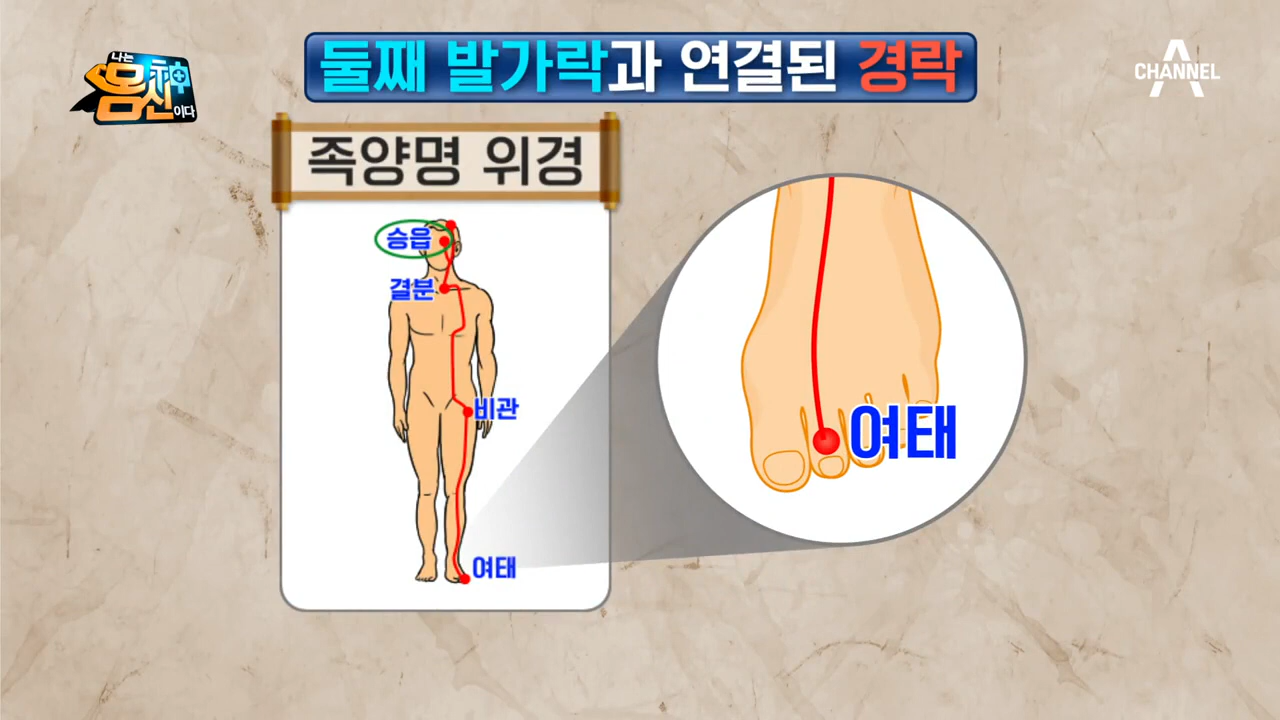 나는
몸신神이다
둘째 발가락과 연결된 경락
CHANNEL A
족양명 위경
승읍
결분
비관
여태
여태